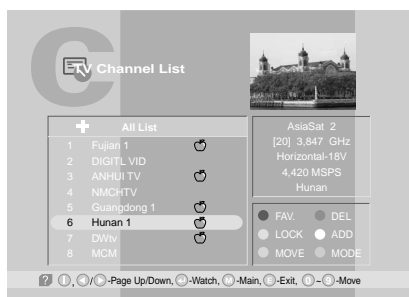 TV Channel List
All List
1 Fujian 1
2 DIGITL VID
3 ANHUI TV
4 NMCHTV
5 Guangdong 1
6 Hunan 1
7 DWtv
8 MCM
AsiaSat 2
[20] 3,847 GHz
Horizontal-18V
4,420 MSPS
Hunan
FAV. DEL
LOCK ADD
MOVE MODE
? /-Page Up/Down, -Watch, M-Main, E-Exit, 0~9-Move